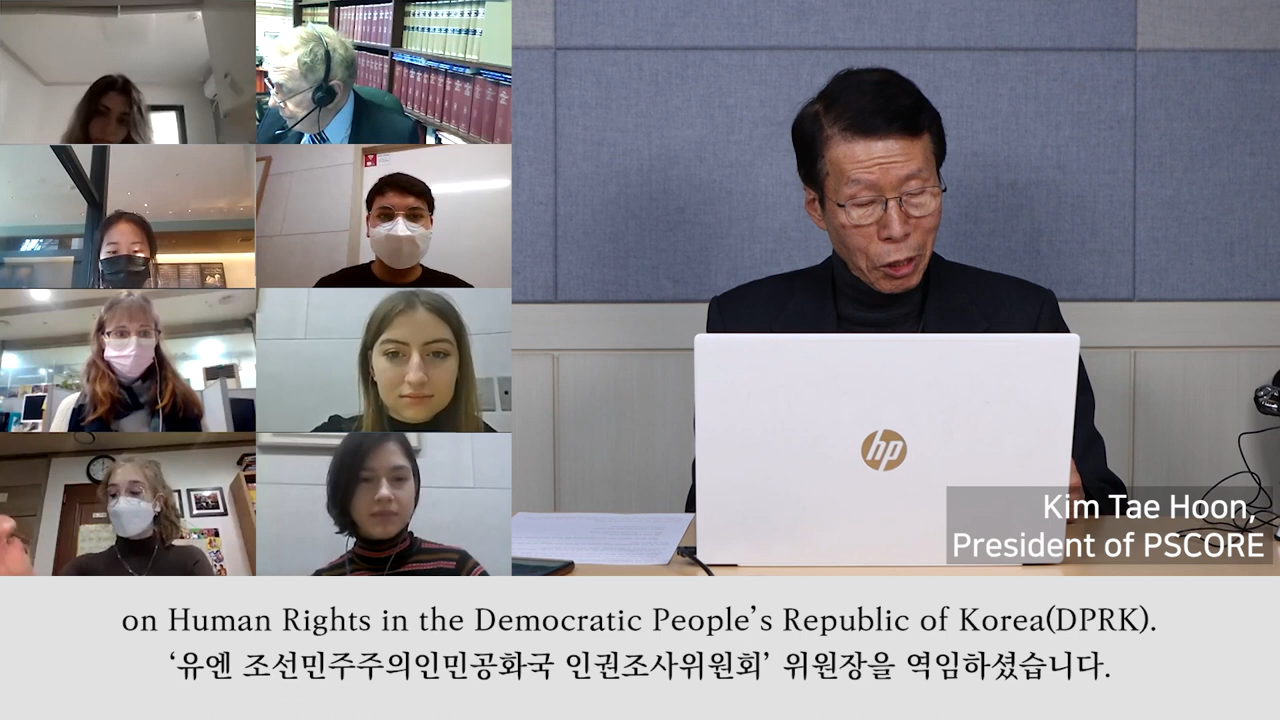 hp
Kim Tae Hoon,
President of PSCORE
on Human Rights in the Democratic People’s Republic of Korea(DPRK).
‘유엔 조선민주주의인민공화국 인권조사위원회’ 위원장을 역임하셨습니다.